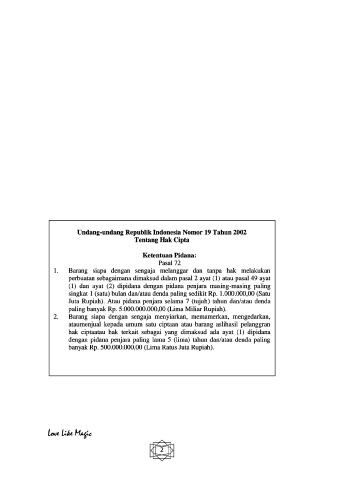 Undang-undang Republik Indonesia Nomor 19 Tahun 2002
Tentang Hak Cipta
Ketentuan Pidana:
Pasal 72
1. Barang siapa dengan sengaja melanggar dan tanpa hak melakukan
perbuatan sebagaimana dimaksud dalam pasal 2 ayat (1) atau pasal 49 ayat
(1) dan ayat (2) dipidana dengan pidana penjara masing-masing paling
singkat 1 (satu) bulan dan/atau denda paling sedikit Rp. 1.000.000,00 (Satu
Juta Rupiah). Atau pidana penjara selama 7 (tujuh) tahun dan/atau denda
paling banyak Rp. 5.000.000.000,00 (Lima Miliar Rupiah).
2. Barang siapa dengan sengaja menyiarkan, memamerkan, mengedarkan,
ataumenjual kepada umum satu ciptaan atau barang aslihasil pelanggran
hak ciptaatau hak terkait sebagai yang dimaksud ada ayat (1) dipidana
dengan pidana penjara paling lama 5 (lima) tahun dan/atau denda paling
banyak Rp. 500.000.000,00 (Lima Ratus Juta Rupiah).
Love Like Magic
2